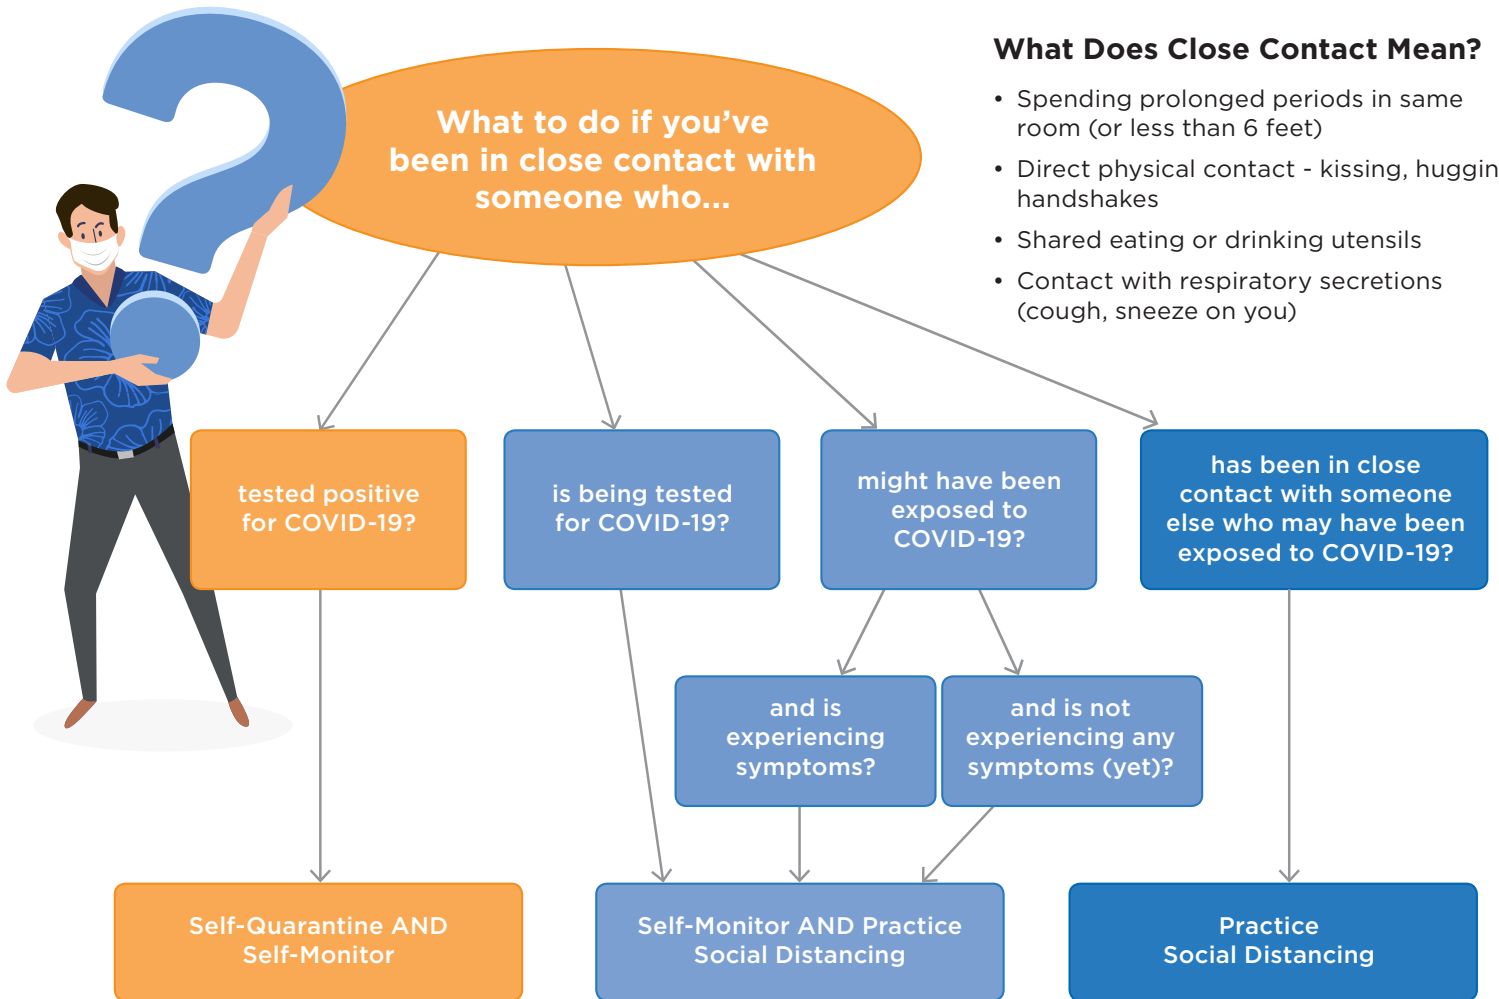 What to do if you’ve
been in close contact with
someone who...
What Does Close Contact Mean?
• Spending prolonged periods in same
room (or less than 6 feet)
• Direct physical contact - kissing, huggin
handshakes
• Shared eating or drinking utensils
• Contact with respiratory secretions
(cough, sneeze on you)
tested positive
for COVID-19?
is being tested
for COVID-19?
might have been
exposed to
COVID-19?
has been in close
contact with someone
else who may have been
exposed to COVID-19?
and is
experiencing
symptoms?
and is not
experiencing any
symptoms (yet)?
Self-Quarantine AND
Self-Monitor
Self-Monitor AND Practice
Social Distancing
Practice
Social Distancing